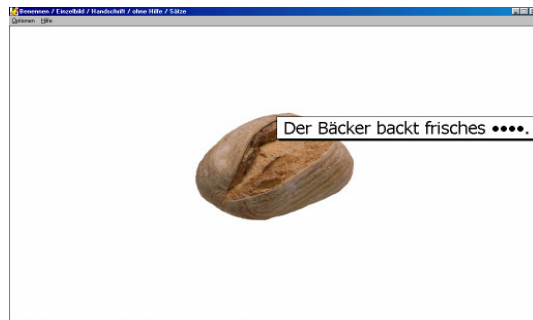 Benennen / Einzelbild / Handschrift / ohne Hilfe / Sätze
Optionen Hilfe
Der Bäcker backt frisches ●●●●.